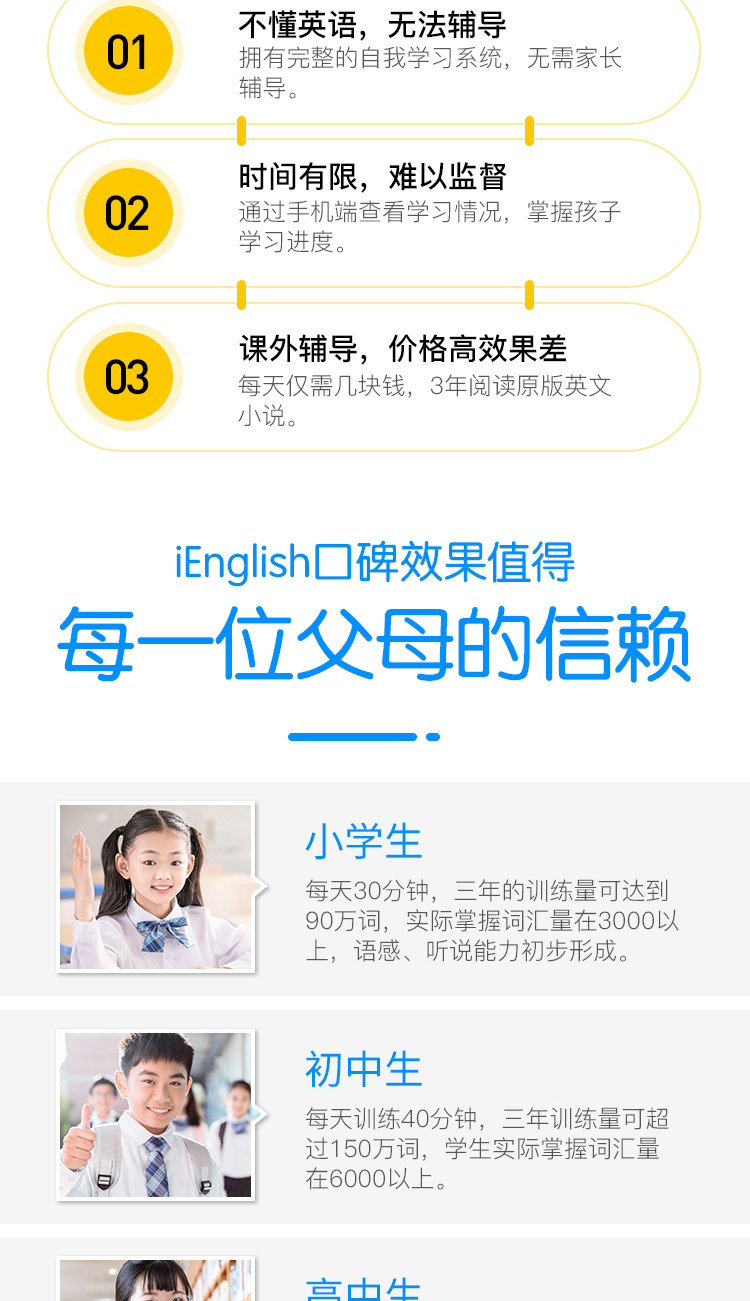 01
不懂英语，无法辅导
拥有完整的自我学习系统，无需家长
辅导。
02
时间有限，难以监督
通过手机端查看学习情况，掌握孩子
学习进度。
03
课外辅导，价格高效果差
每天仅需几块钱，3年阅读原版英文
小说。
iEnglish口碑效果值得
每一位父母的信赖
小学生
每天30分钟，三年的训练量可达到
90万词，实际掌握词汇量在3000以
上，语感、听说能力初步形成。
初中生
每天训练40分钟，三年训练量可超
过150万词，学生实际掌握词汇量
在6000以上。
高中生